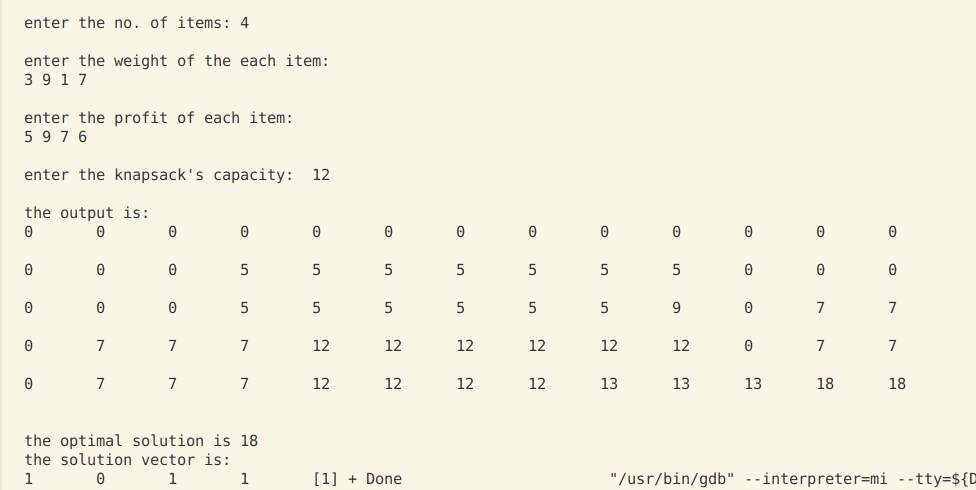 enter the no. of items: 4
enter the weight of the each item:
3 9 1 7
enter the profit of each item:
5 9 7 6
enter the knapsack's capacity:  12
the output is:
0 0 0 0 0 0 0 0 0 0 0 0 0
0 0 0 5 5 5 5 5 5 5 0 0 0
0 0 0 5 5 5 5 5 5 9 0 7 7
0 7 7 7 12 12 12 12 12 12 0 7 7
0 7 7 7 12 12 12 12 13 13 13 18 18
the optimal solution is 18
the solution vector is:
1 0 1 1 [1] + Done "/usr/bin/gdb" --interpreter=mi --tty=${D